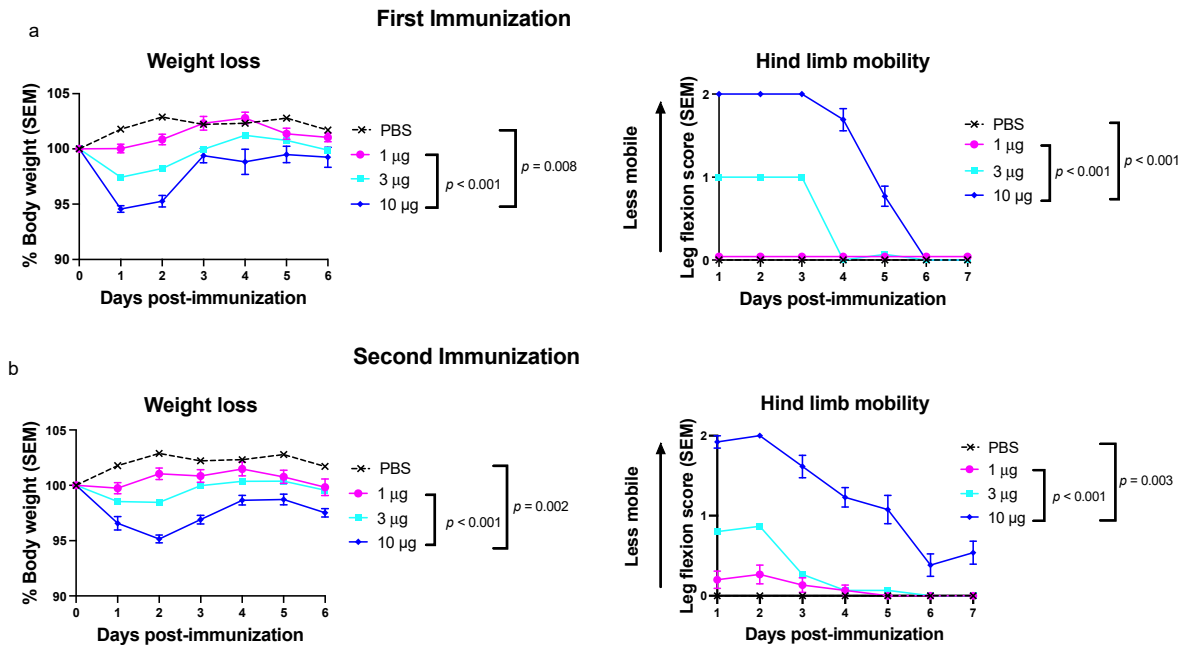 First Immunization
a
Weight loss
% Body weight (SEM)
105
100
95
90
0 1 2 3 4 5 6
Days post-immunization
PBS
1 µg
3 µg
10 µg
p < 0.001
p = 0.008
Hind limb mobility
Less mobile
Leg flexion score (SEM)
2
1
0
1 2 3 4 5 6 7
Days post-immunization
PBS
1 µg
3 µg
10 µg
p < 0.001
p < 0.001
Second Immunization
b
Weight loss
% Body weight (SEM)
105
100
95
90
0 1 2 3 4 5 6
Days post-immunization
PBS
1 µg
3 µg
10 µg
p < 0.001
p = 0.002
Hind limb mobility
Less mobile
Leg flexion score (SEM)
2
1
0
1 2 3 4 5 6 7
Days post-immunization
PBS
1 µg
3 µg
10 µg
p < 0.001
p = 0.003